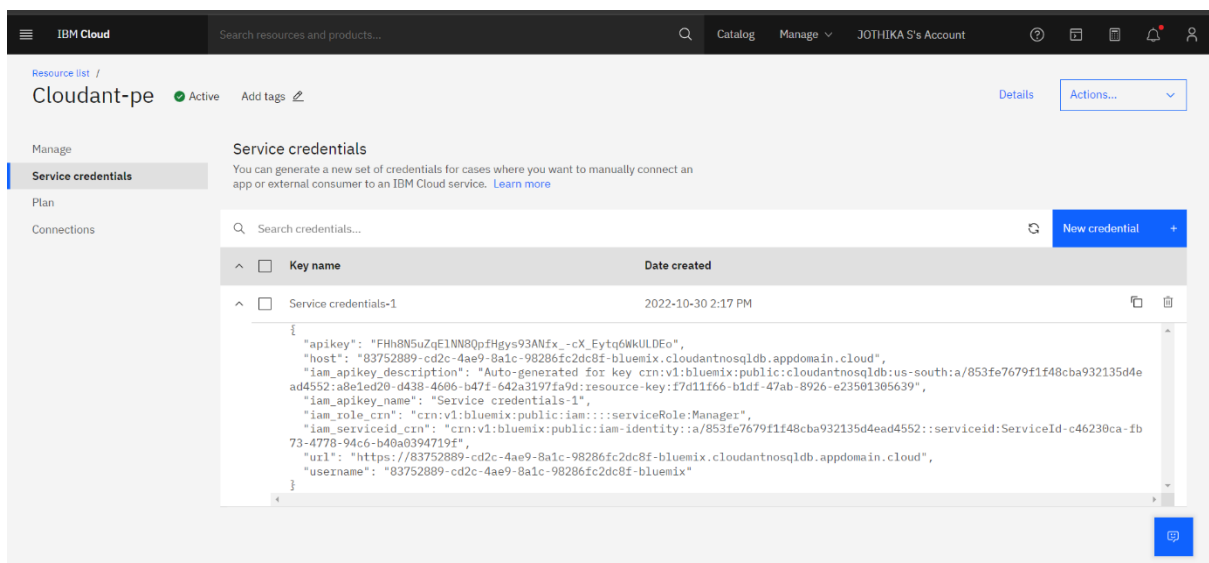 IBM Cloud
Search resources and products...
Catalog
Manage
JOTHIKA S's Account
Resource list /
Cloudant-pe
Active
Add tags
Details
Actions...
Manage
Service credentials
Plan
Connections
Service credentials
You can generate a new set of credentials for cases where you want to manually connect an
app or external consumer to an IBM Cloud service. Learn more
Search credentials...
New credential +
Key name
Date created
Service credentials-1
2022-10-30 2:17 PM
{
"apikey": "FHh8N5uZqElNN8QpfHgys93ANfx_-cX_Eytq6WkULDEo",
"host": "83752889-cd2c-4ae9-8a1c-98286fc2dc8f-bluemix.cloudantnosqldb.appdomain.cloud",
"iam_apikey_description": "Auto-generated for key crn:v1:bluemix:public:cloudantnosqldb:us-south:a/853fe7679f1f48cba932135d4e
ad4552:a8e1ed20-d438-4606-b47f-642a3197fa9d:resource-key:f7d11f66-b1df-47ab-8926-e23501305639",
"iam_apikey_name": "Service credentials-1",
"iam_role_crn": "crn:v1:bluemix:public:iam::::serviceRole:Manager",
"iam_serviceid_crn": "crn:v1:bluemix:public:iam-identity::a/853fe7679f1f48cba932135d4ead4552::serviceid:ServiceId-c46230ca-fb
73-4778-94c6-b40a0394719f",
"url": "https://83752889-cd2c-4ae9-8a1c-98286fc2dc8f-bluemix.cloudantnosqldb.appdomain.cloud",
"username": "83752889-cd2c-4ae9-8a1c-98286fc2dc8f-bluemix"
}